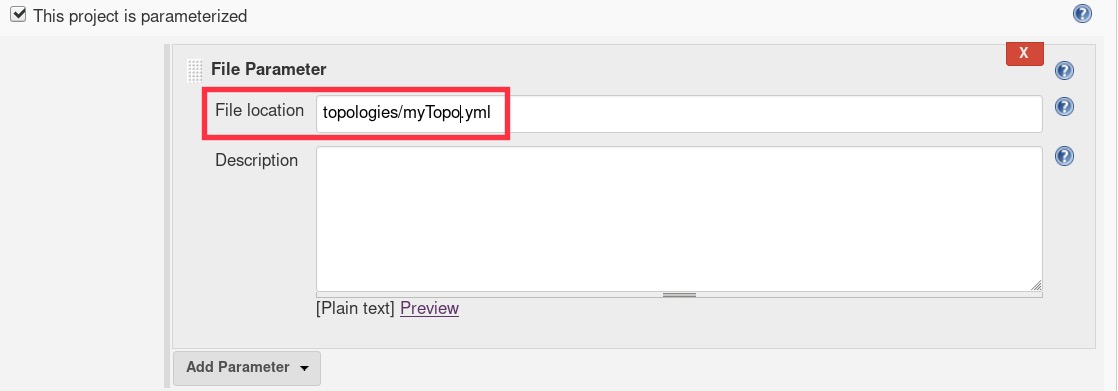 This project is parameterized
?
X
File Parameter
?
File location topologies/myTopo.yml
?
Description
?
[Plain text] Preview
Add Parameter